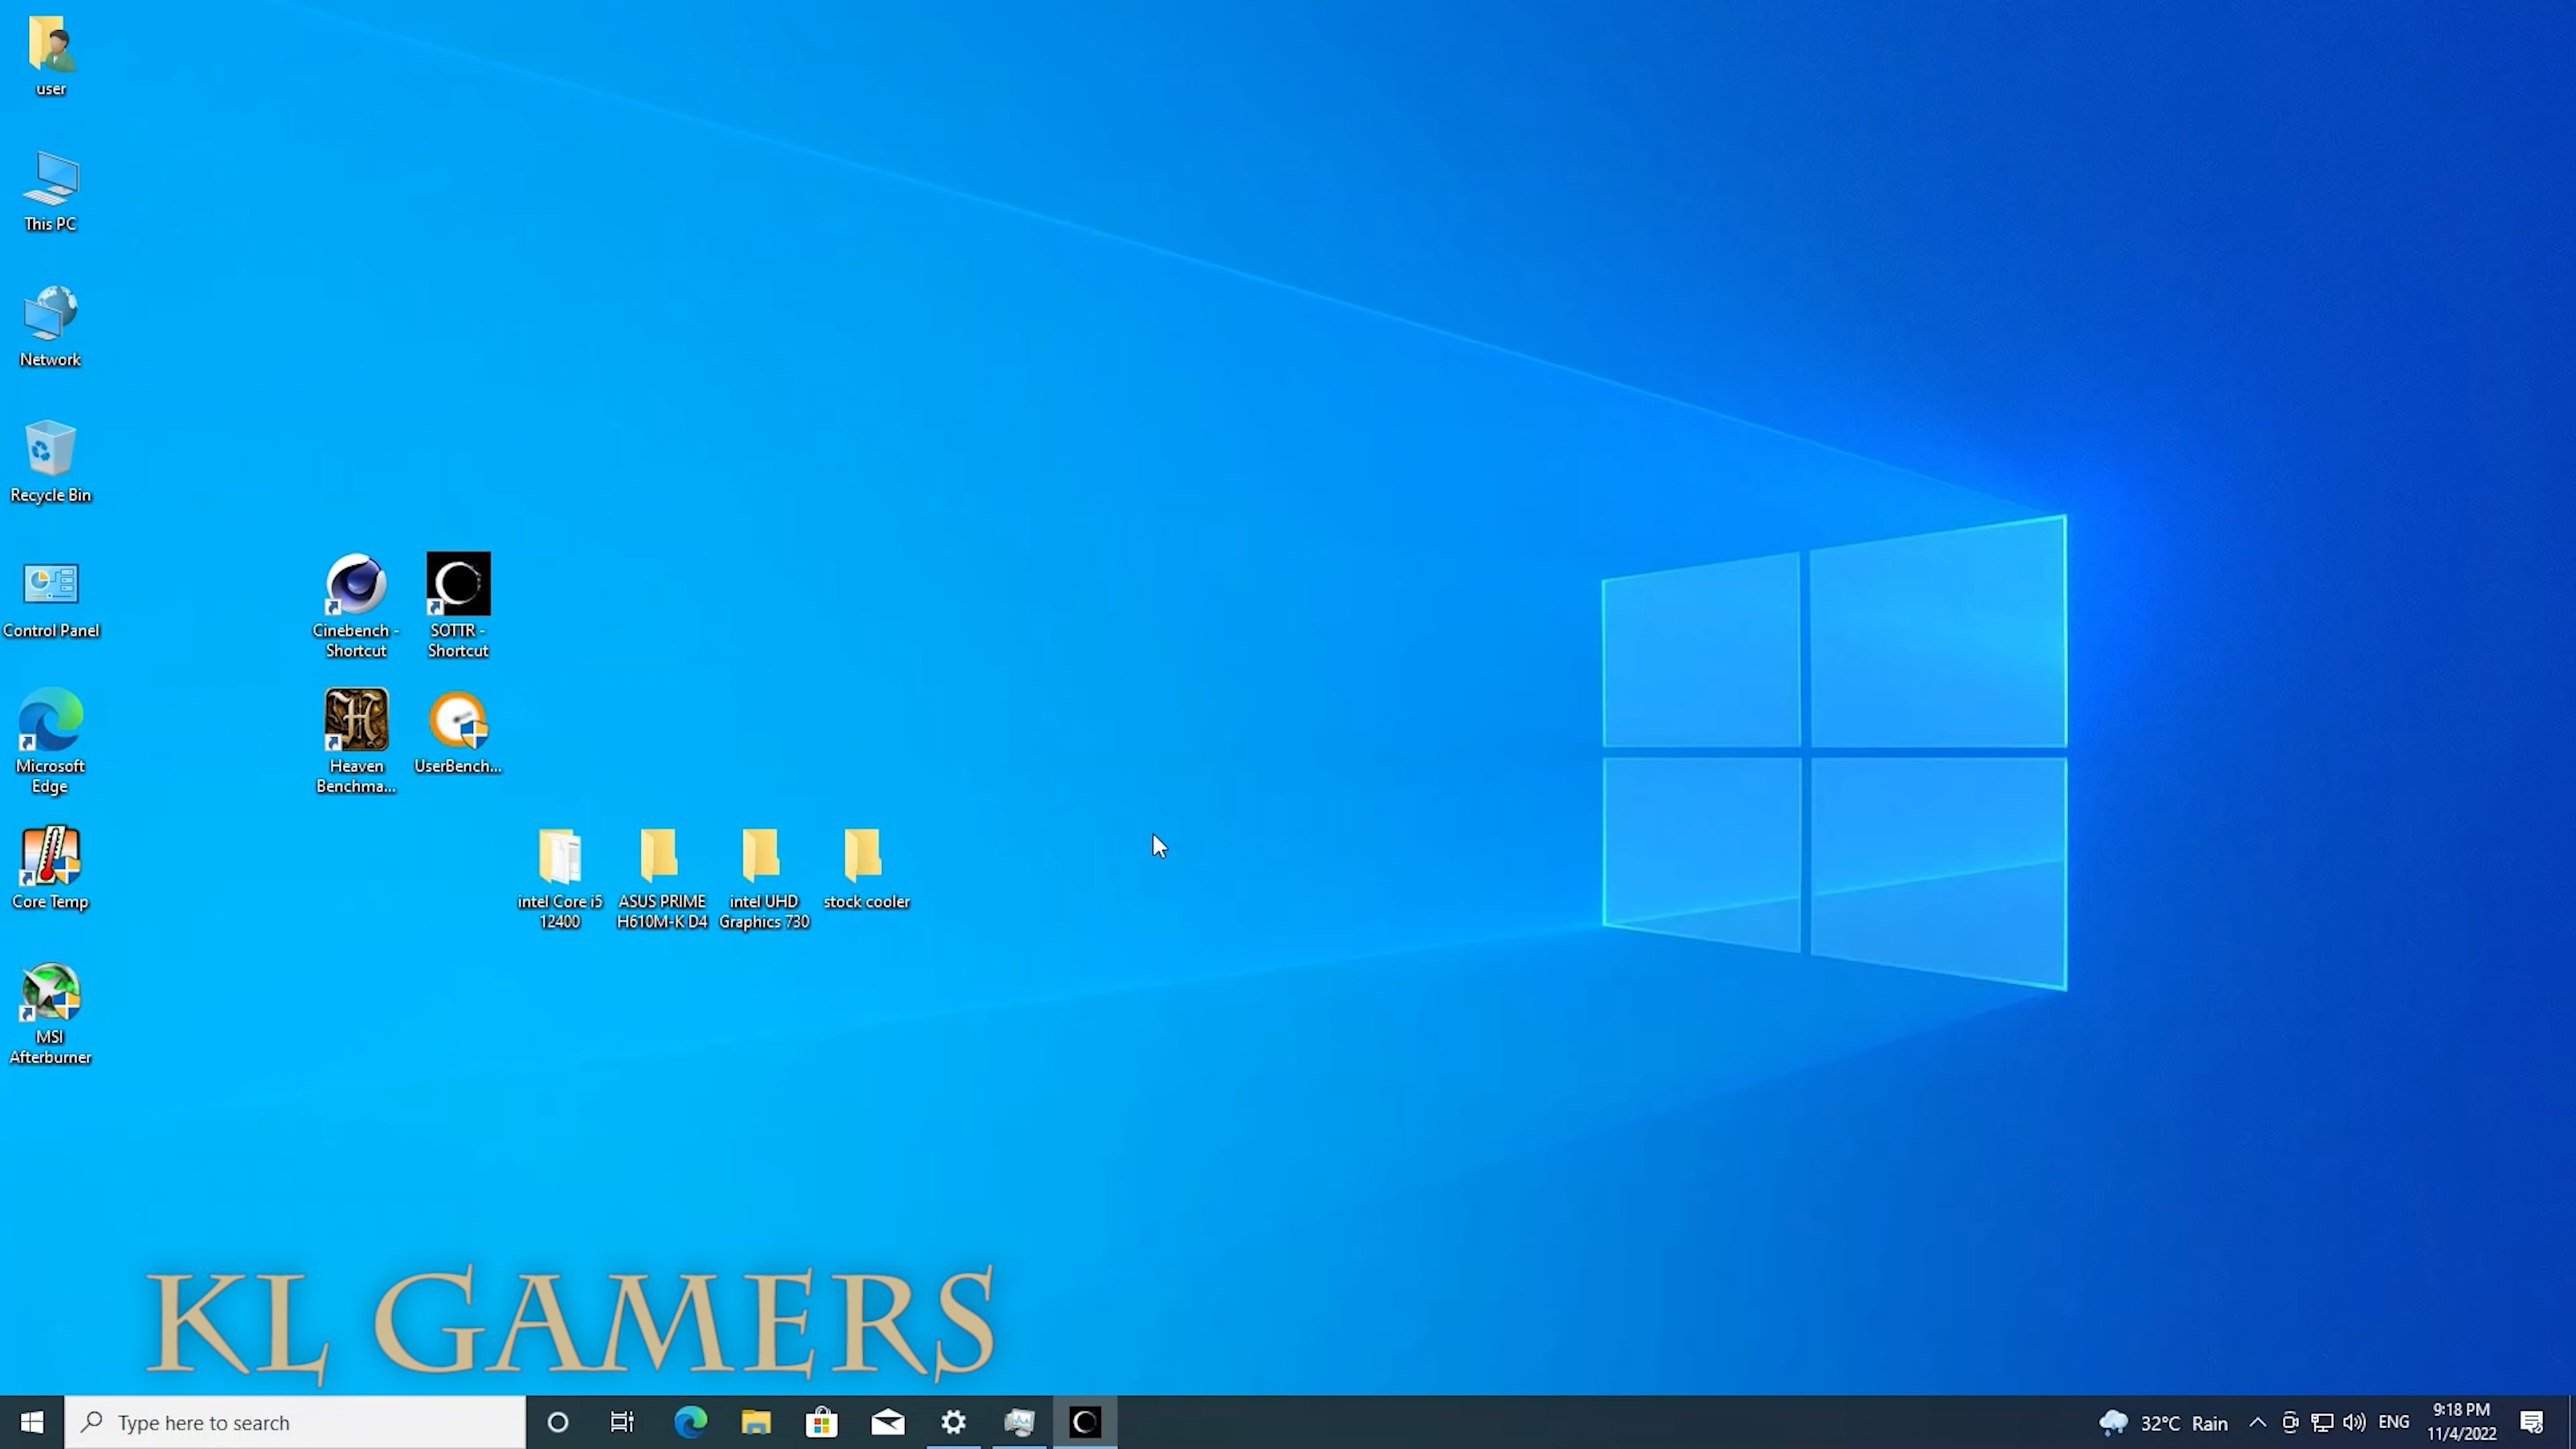 user
This PC
Network
Recycle Bin
Control Panel
Cinebench -
Shortcut
SOTTR -
Shortcut
Microsoft
Edge
Heaven
Benchma...
UserBench...
Core Temp
intel Core i5
12400
ASUS PRIME
H610M-K D4
intel UHD
Graphics 730
stock cooler
MSI
Afterburner
KL GAMERS
Type here to search
32°C Rain
ENG
9:18 PM
11/4/2022